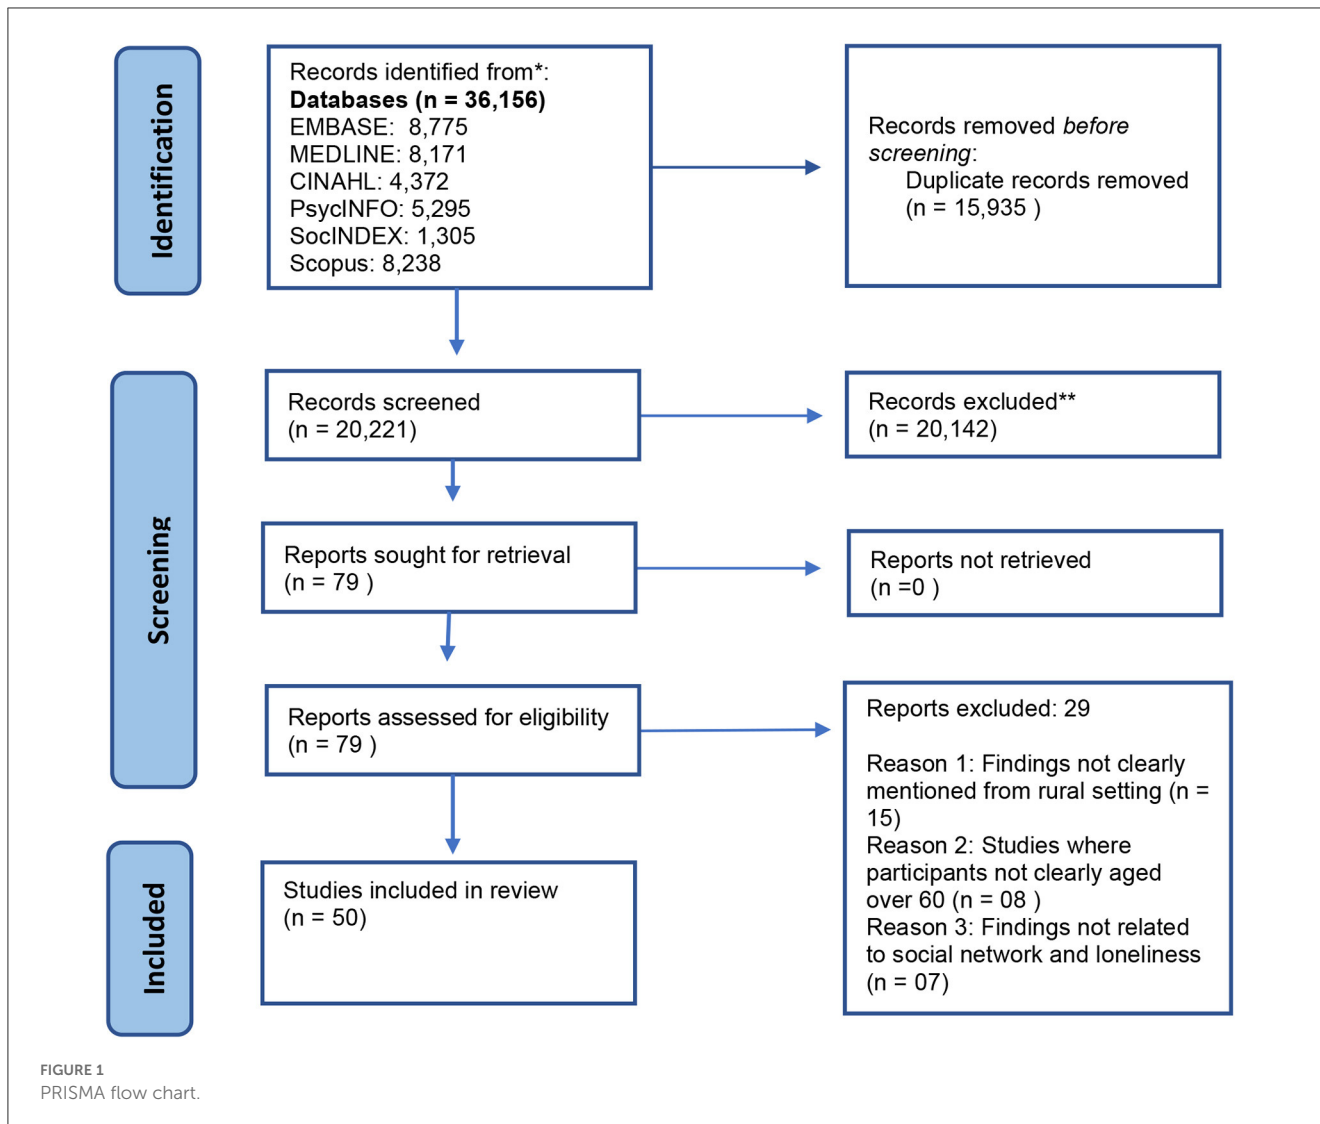 Identification
Records identified from*:
Databases (n = 36,156)
EMBASE:  8,775
MEDLINE: 8,171
CINAHL: 4,372
PsycINFO: 5,295
SocINDEX: 1,305
Scopus: 8,238
Records removed before
screening:
Duplicate records removed
(n = 15,935 )
Screening
Records screened
(n = 20,221)
Records excluded**
(n = 20,142)
Reports sought for retrieval
(n = 79 )
Reports not retrieved
(n =0 )
Reports assessed for eligibility
(n = 79 )
Reports excluded: 29
Reason 1: Findings not clearly
mentioned from rural setting (n =
15)
Reason 2: Studies where
participants not clearly aged
over 60 (n = 08 )
Reason 3: Findings not related
to social network and loneliness
(n = 07)
Included
Studies included in review
(n = 50)
FIGURE 1
PRISMA flow chart.